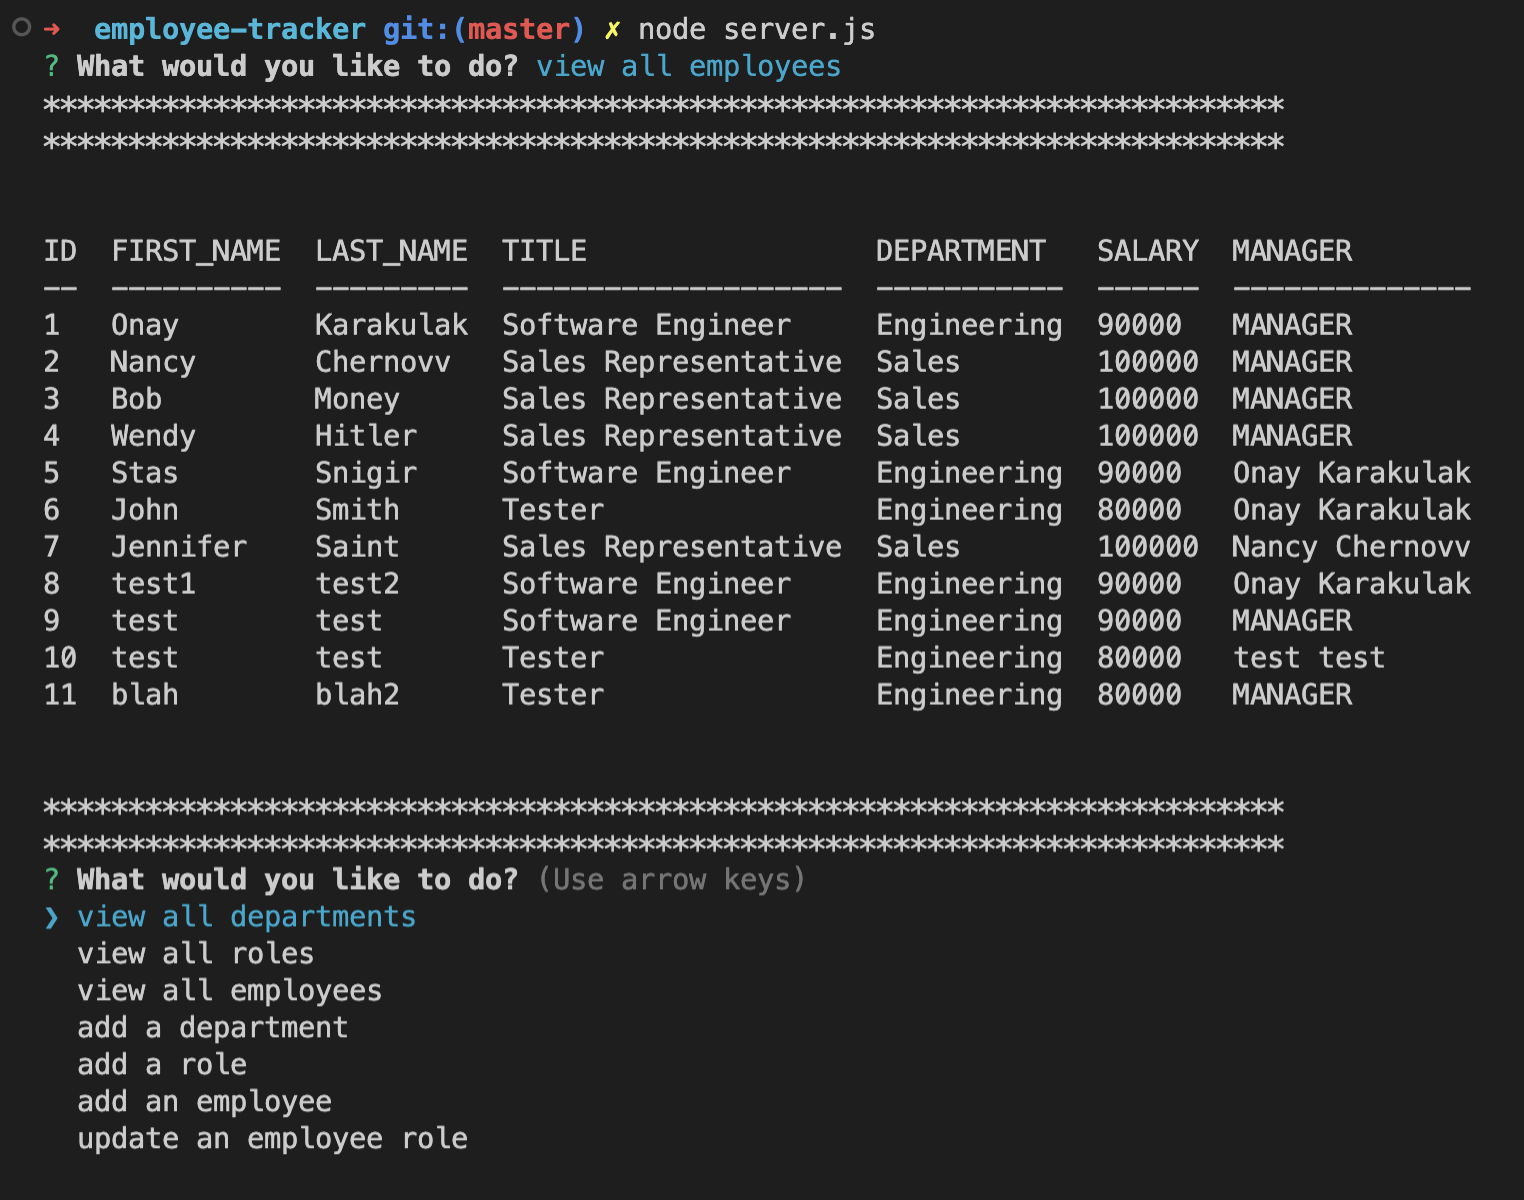 ➜  employee-tracker git:(master) ✗ node server.js
? What would you like to do? view all employees
*************************************************************************
*************************************************************************
ID  FIRST_NAME  LAST_NAME  TITLE                 DEPARTMENT   SALARY  MANAGER
--  ----------  ---------  --------------------  -----------  ------  --------------
1   Onay        Karakulak  Software Engineer     Engineering  90000   MANAGER
2   Nancy       Chernovv   Sales Representative  Sales        100000  MANAGER
3   Bob         Money      Sales Representative  Sales        100000  MANAGER
4   Wendy       Hitler     Sales Representative  Sales        100000  MANAGER
5   Stas        Snigir     Software Engineer     Engineering  90000   Onay Karakulak
6   John        Smith      Tester                Engineering  80000   Onay Karakulak
7   Jennifer    Saint      Sales Representative  Sales        100000  Nancy Chernovv
8   test1       test2      Software Engineer     Engineering  90000   Onay Karakulak
9   test        test       Software Engineer     Engineering  90000   MANAGER
10  test        test       Tester                Engineering  80000   test test
11  blah        blah2      Tester                Engineering  80000   MANAGER
*************************************************************************
*************************************************************************
? What would you like to do? (Use arrow keys)
❯ view all departments
  view all roles
  view all employees
  add a department
  add a role
  add an employee
  update an employee role